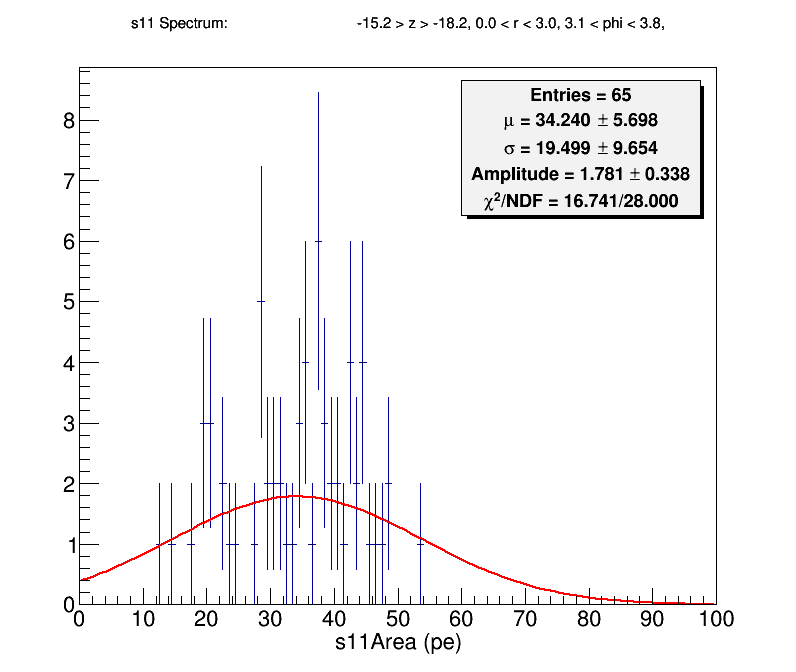 s11 Spectrum: -15.2 > z > -18.2, 0.0 < r < 3.0, 3.1 < phi < 3.8,
Entries = 65
μ = 34.240 ± 5.698
σ = 19.499 ± 9.654
Amplitude = 1.781 ± 0.338
χ²/NDF = 16.741/28.000
8
7
6
5
4
3
2
1
0
0 10 20 30 40 50 60 70 80 90 100
s11Area (pe)